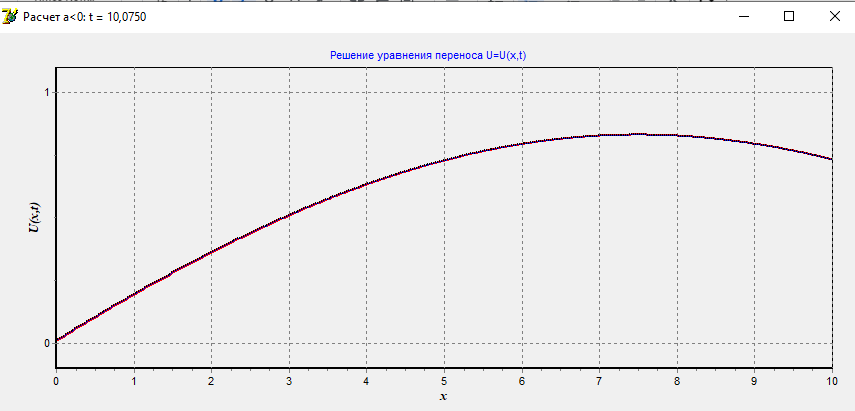 Расчет a<0: t = 10,0750
Решение уравнения переноса U=U(x,t)
1
U(x,t)
0
0 1 2 3 4 5 6 7 8 9 10
x